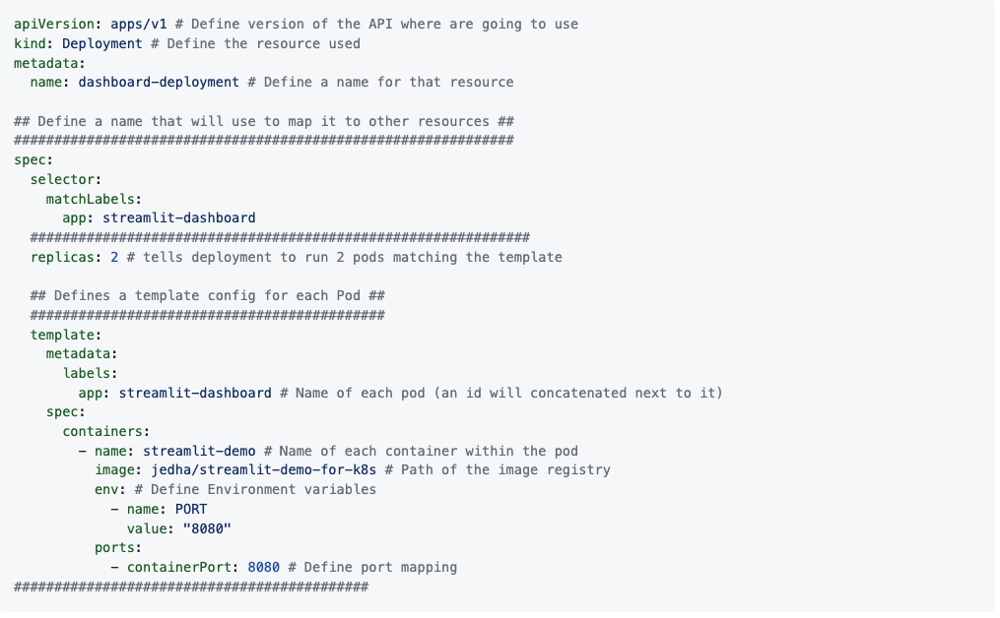 apiVersion: apps/v1 # Define version of the API where are going to use
kind: Deployment # Define the resource used
metadata:
  name: dashboard-deployment # Define a name for that resource

## Define a name that will use to map it to other resources ##
##############################################################
spec:
  selector:
    matchLabels:
      app: streamlit-dashboard
  ##############################################################
  replicas: 2 # tells deployment to run 2 pods matching the template

  ## Defines a template config for each Pod ##
  ############################################
  template:
    metadata:
      labels:
        app: streamlit-dashboard # Name of each pod (an id will concatenated next to it)
    spec:
      containers:
        - name: streamlit-demo # Name of each container within the pod
          image: jedha/streamlit-demo-for-k8s # Path of the image registry
          env: # Define Environment variables
            - name: PORT
              value: "8080"
          ports:
            - containerPort: 8080 # Define port mapping
############################################